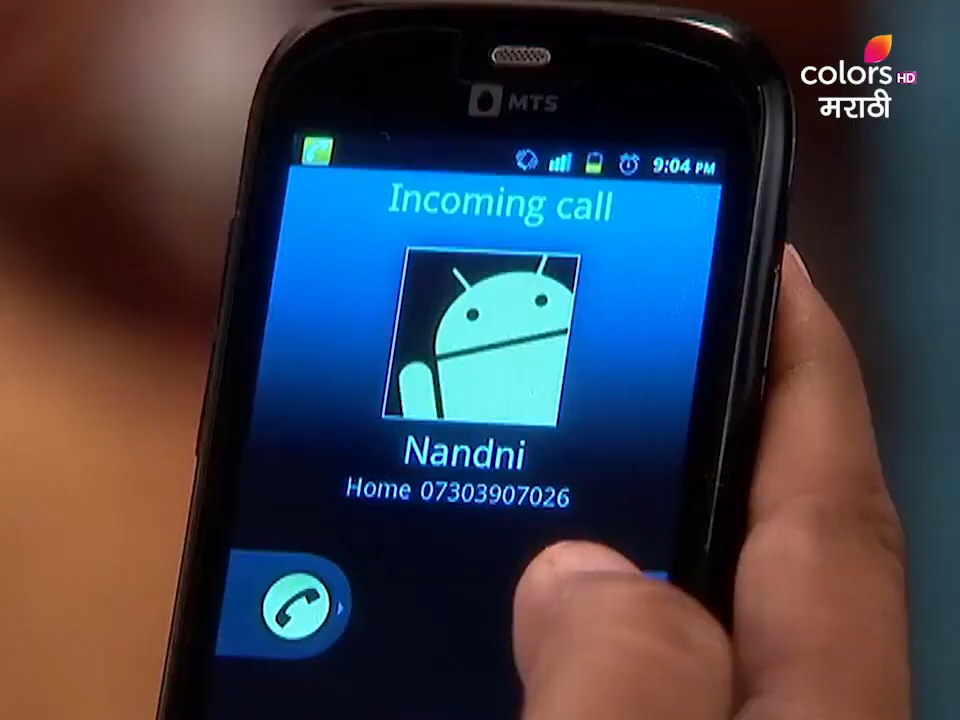 colors HD
मराठी
MTS
9:04 PM
Incoming call
Nandni
Home 07303907026